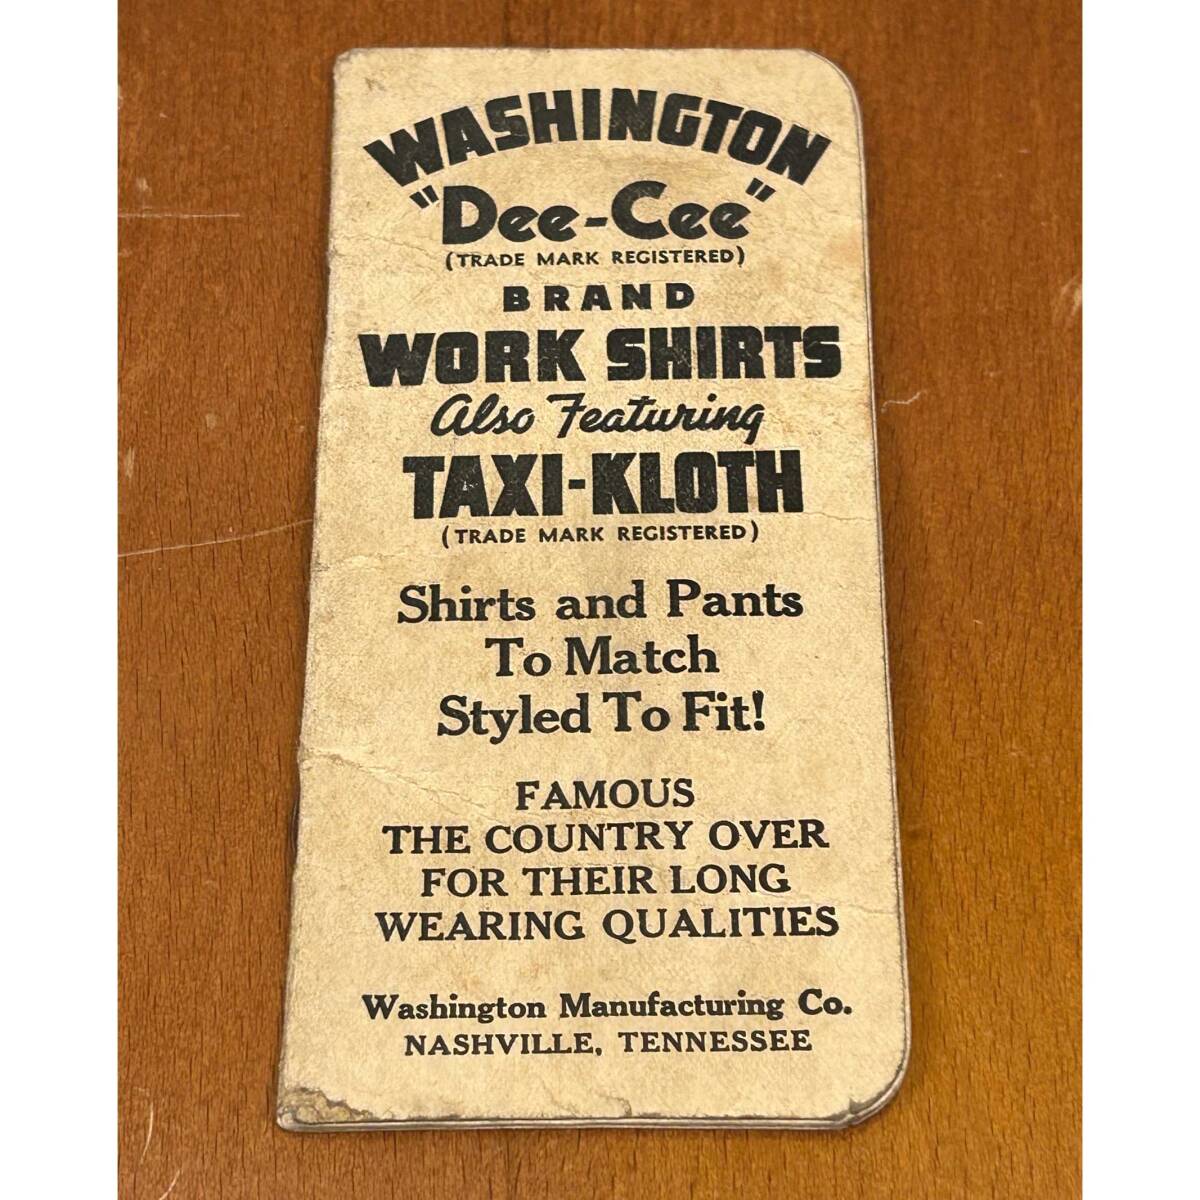 WASHINGTON
"Dee-Cee"
(TRADE MARK REGISTERED)
BRAND
WORK SHIRTS
Also Featuring
TAXI-KLOTH
(TRADE MARK REGISTERED)
Shirts and Pants
To Match
Styled To Fit!
FAMOUS
THE COUNTRY OVER
FOR THEIR LONG
WEARING QUALITIES
Washington Manufacturing Co.
NASHVILLE, TENNESSEE